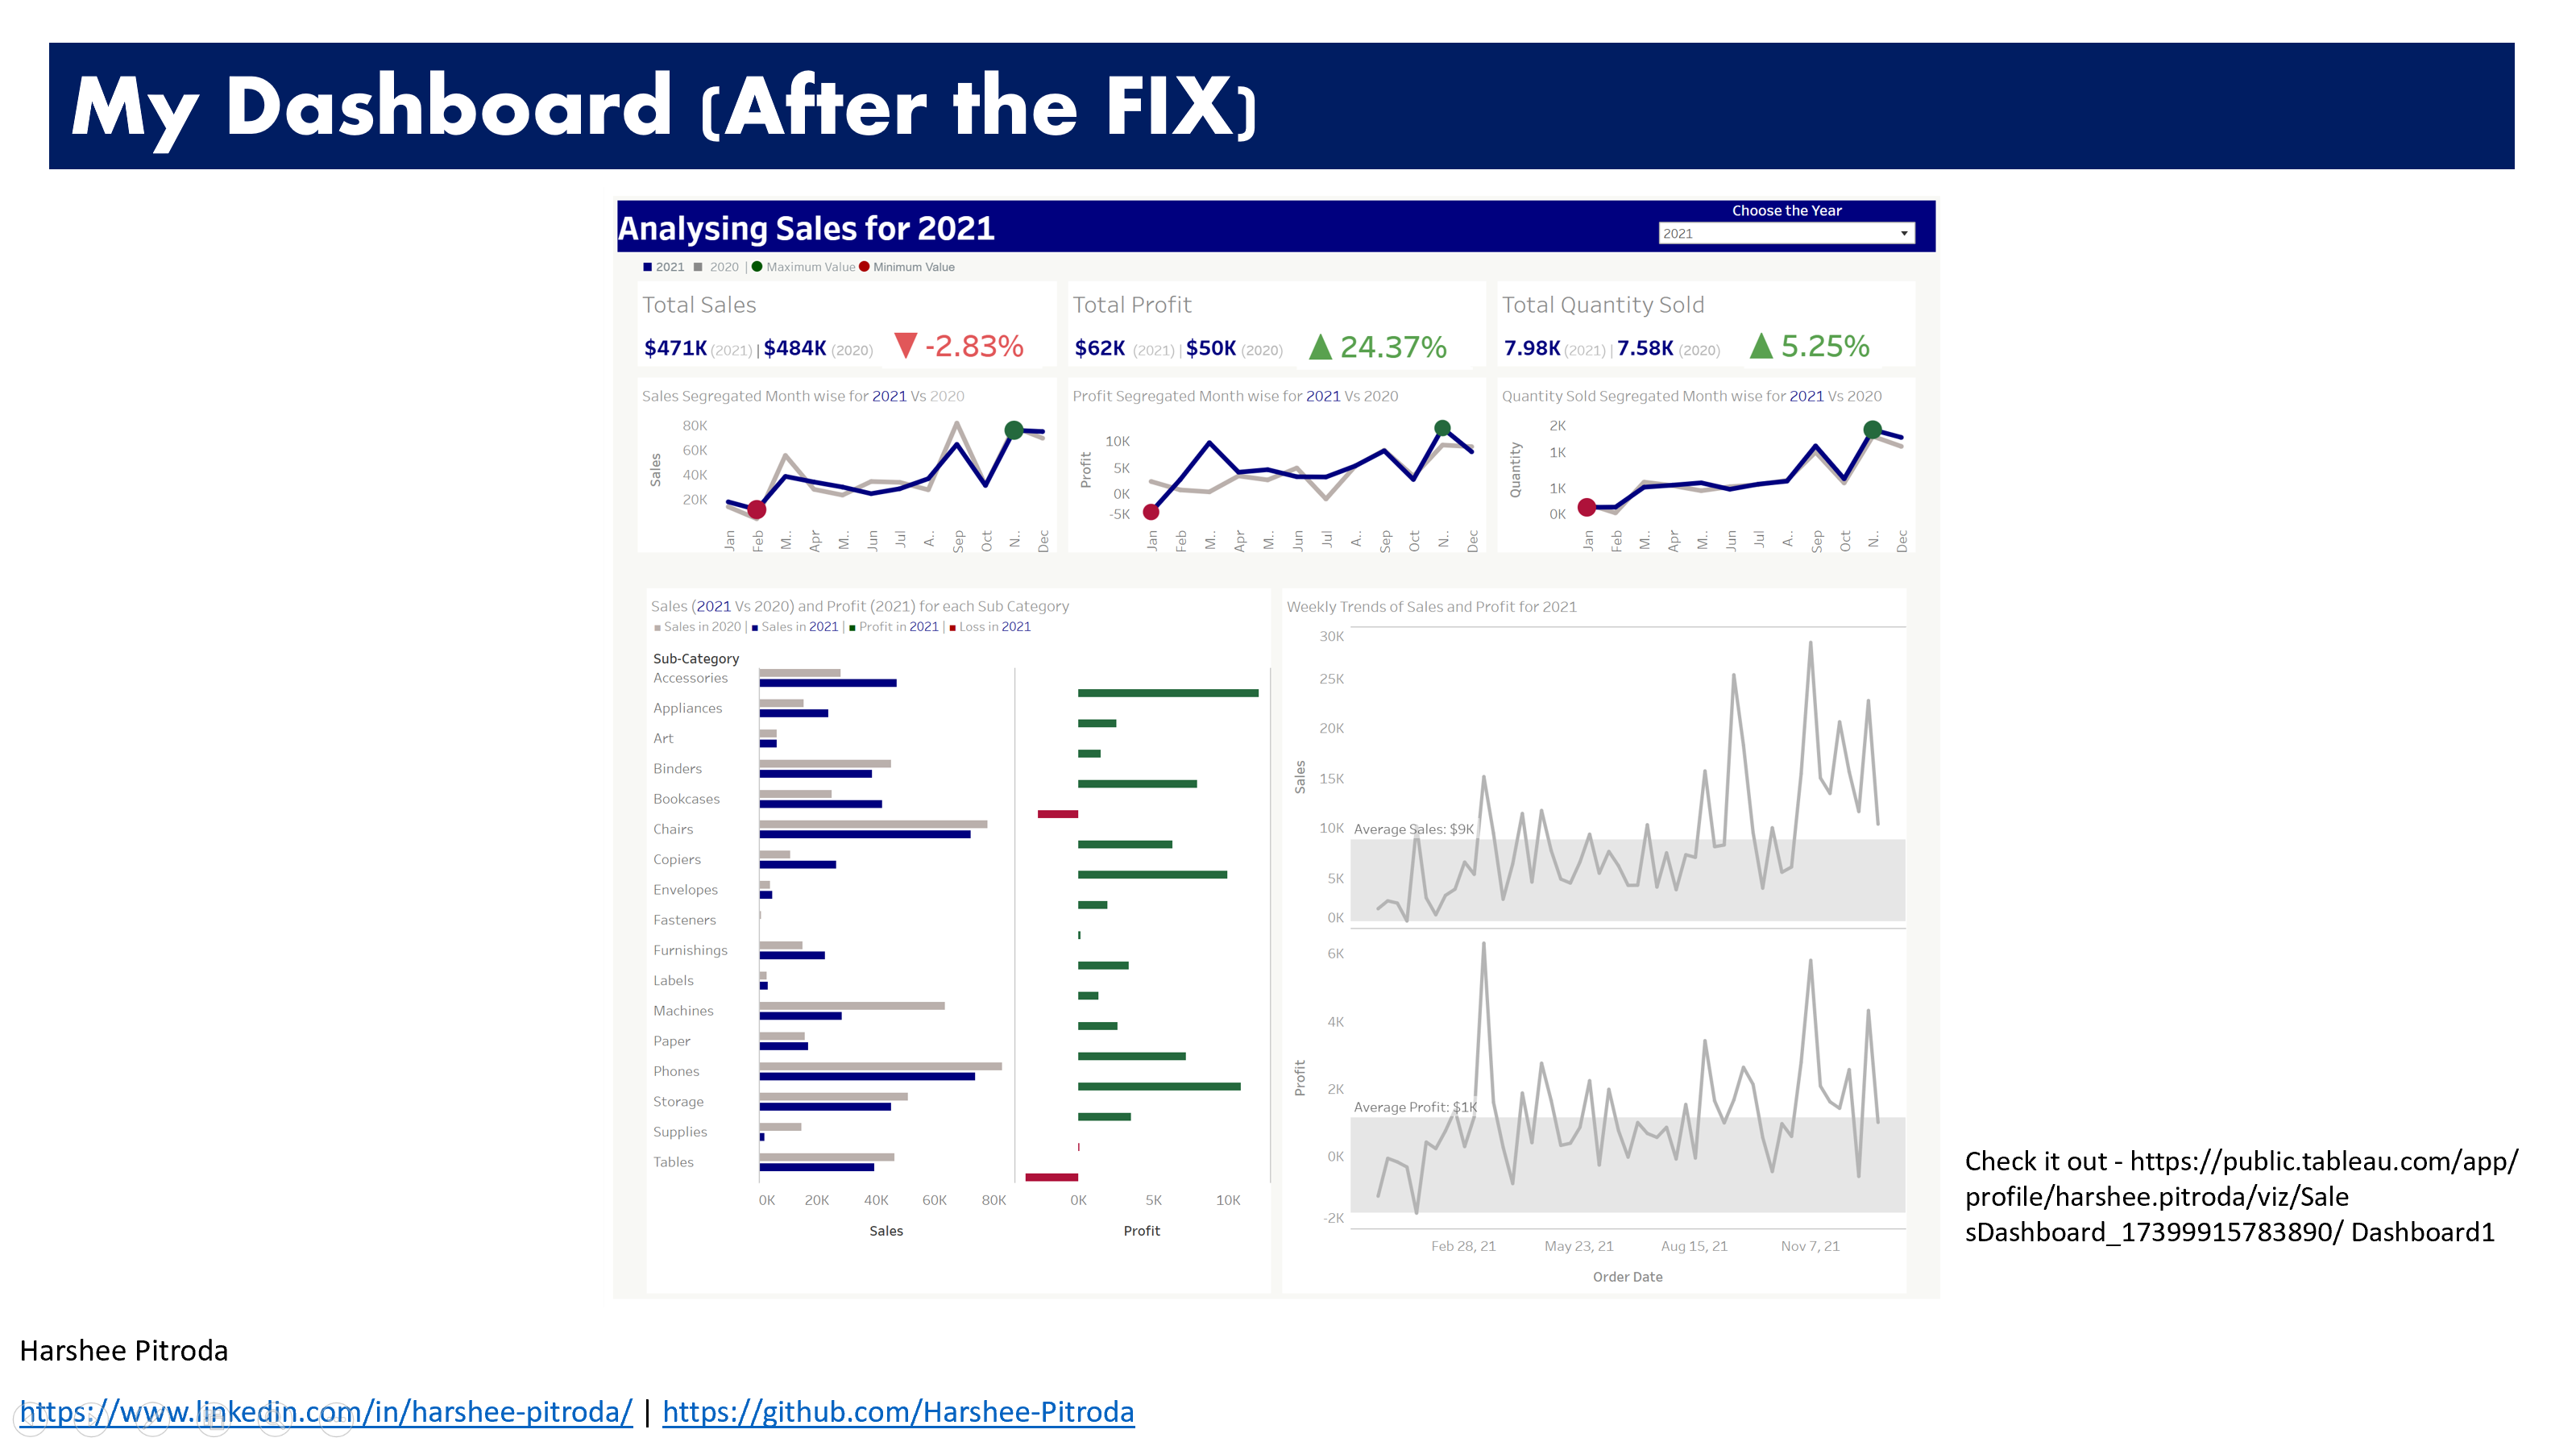 My Dashboard (After the FIX)
Analysing Sales for 2021
Choose the Year
2021
2021 2020 | Maximum Value Minimum Value
Total Sales
$471K (2021) | $484K (2020) -2.83%
Total Profit
$62K (2021) | $50K (2020) 24.37%
Total Quantity Sold
7.98K (2021) | 7.58K (2020) 5.25%
Sales Segregated Month wise for 2021 Vs 2020
80K
60K
40K
20K
Sales
Jan Feb M.. Apr M.. Jun Jul A.. Sep Oct N.. Dec
Profit Segregated Month wise for 2021 Vs 2020
10K
5K
0K
-5K
Profit
Jan Feb M.. Apr M.. Jun Jul A.. Sep Oct N.. Dec
Quantity Sold Segregated Month wise for 2021 Vs 2020
2K
1K
1K
0K
Quantity
Jan Feb M.. Apr M.. Jun Jul A.. Sep Oct N.. Dec
Sales (2021 Vs 2020) and Profit (2021) for each Sub Category
Sales in 2020 | Sales in 2021 | Profit in 2021 | Loss in 2021
Sub-Category
Accessories
Appliances
Art
Binders
Bookcases
Chairs
Copiers
Envelopes
Fasteners
Furnishings
Labels
Machines
Paper
Phones
Storage
Supplies
Tables
0K 20K 40K 60K 80K
Sales
0K 5K 10K
Profit
Weekly Trends of Sales and Profit for 2021
30K
25K
20K
15K
10K
5K
0K
Sales
Average Sales: $9K
6K
4K
2K
0K
-2K
Profit
Average Profit: $1K
Feb 28, 21 May 23, 21 Aug 15, 21 Nov 7, 21
Order Date
Check it out - https://public.tableau.com/app/
profile/harshee.pitroda/viz/Sale
sDashboard_17399915783890/ Dashboard1
Harshee Pitroda
https://www.linkedin.com/in/harshee-pitroda/ | https://github.com/Harshee-Pitroda